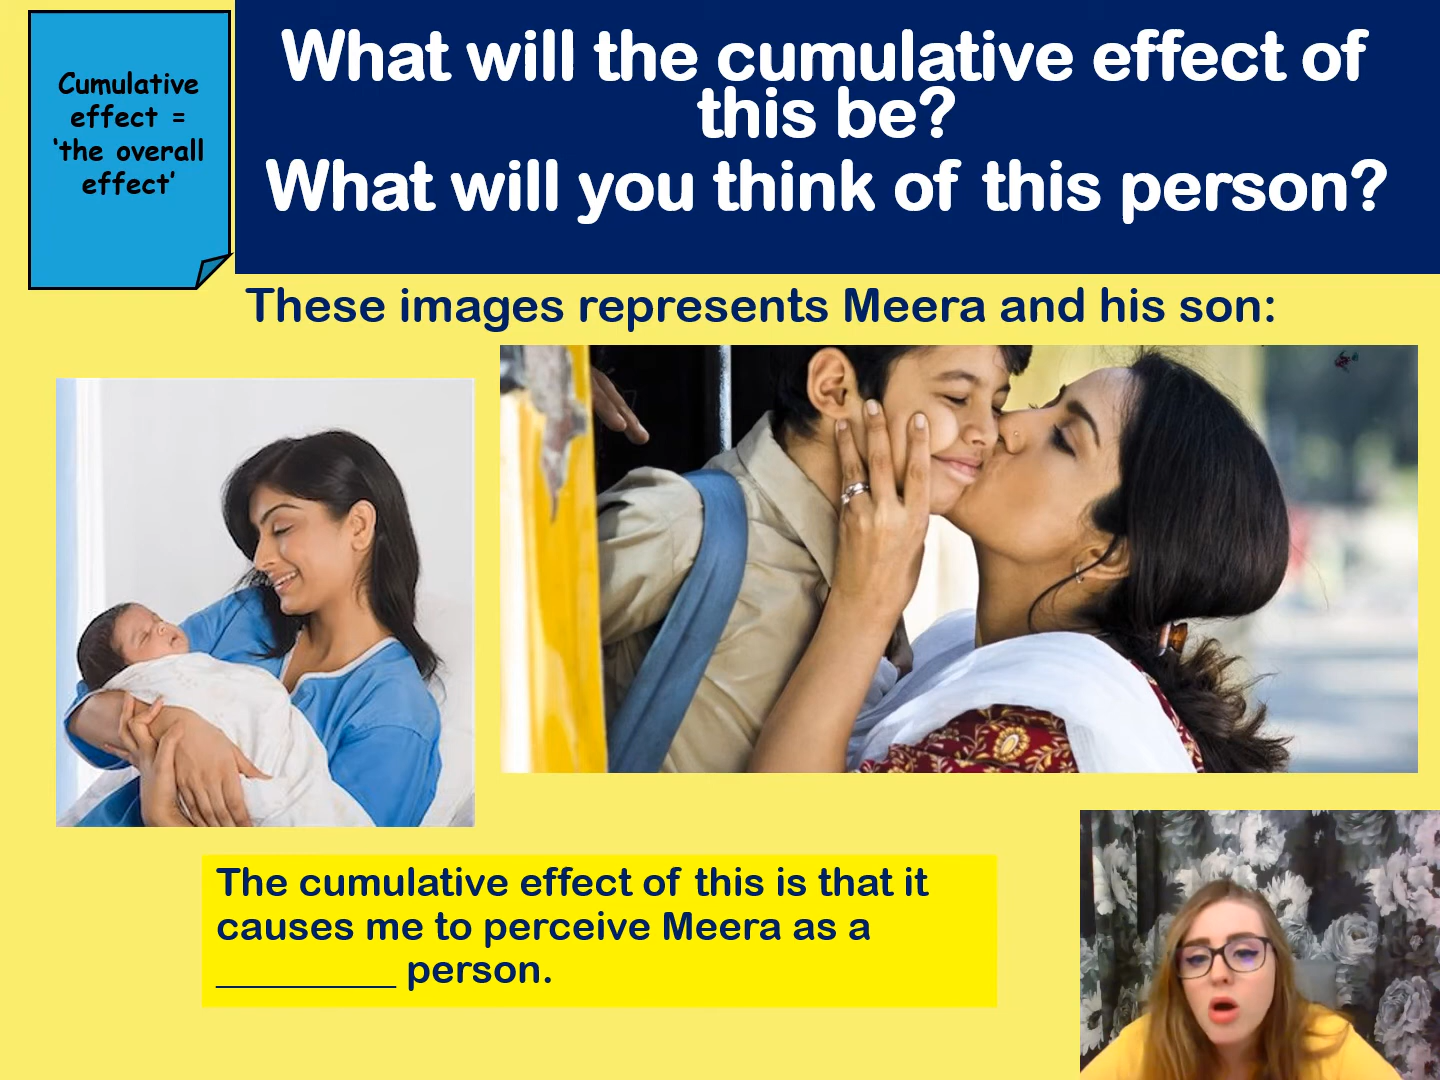 Cumulative
effect =
‘the overall
effect’
What will the cumulative effect of
this be?
What will you think of this person?
These images represents Meera and his son:
The cumulative effect of this is that it
causes me to perceive Meera as a
_________ person.